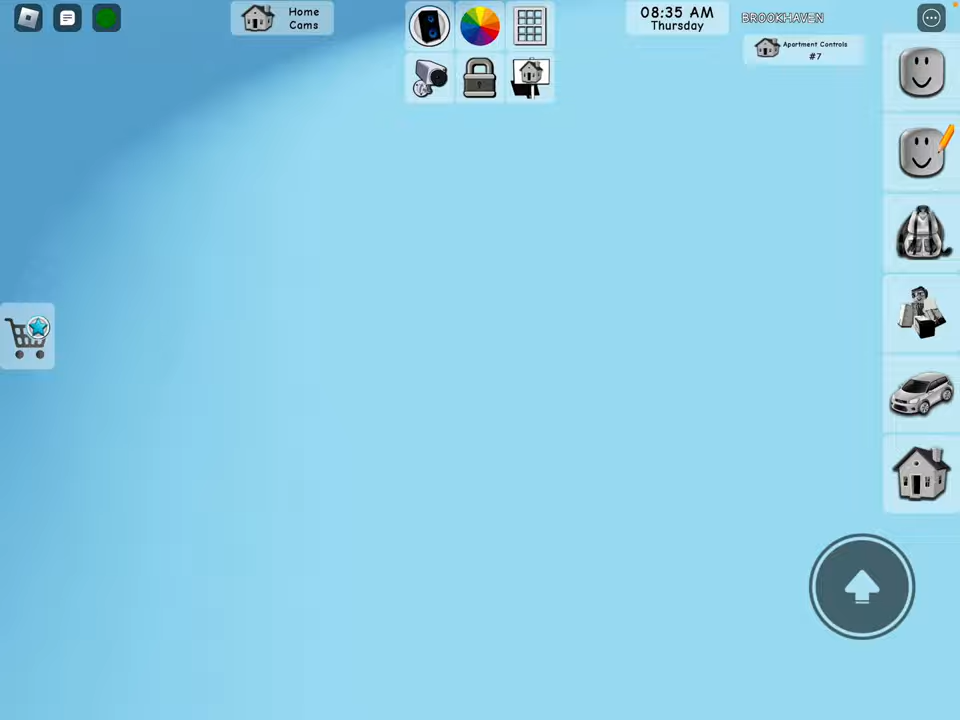 Home
Cams
08:35 AM
Thursday
BROOKHAVEN
Apartment Controls
#7